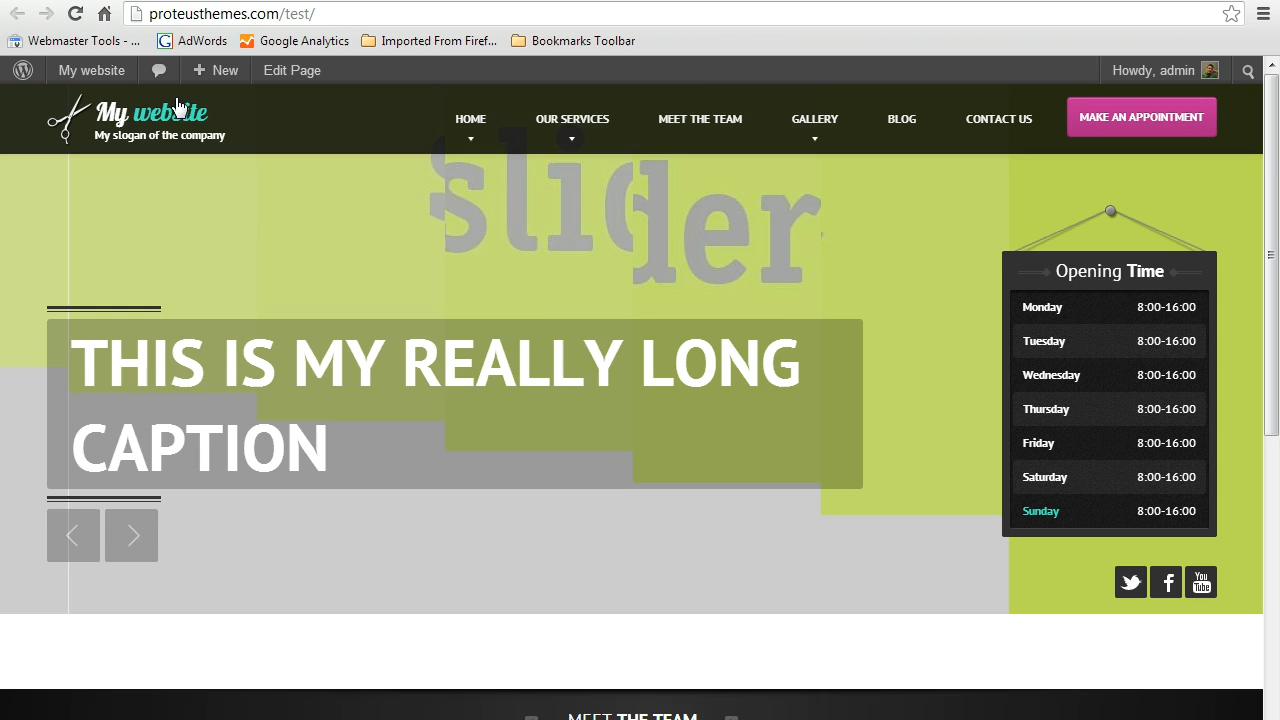 proteusthemes.com/test/
Webmaster Tools - ...
AdWords
Google Analytics
Imported From Firef...
Bookmarks Toolbar
My website
New
Edit Page
Howdy, admin
My website
My slogan of the company
HOME
OUR SERVICES
MEET THE TEAM
GALLERY
BLOG
CONTACT US
MAKE AN APPOINTMENT
slider
Opening Time
Monday 8:00-16:00
Tuesday 8:00-16:00
Wednesday 8:00-16:00
Thursday 8:00-16:00
Friday 8:00-16:00
Saturday 8:00-16:00
Sunday 8:00-16:00
THIS IS MY REALLY LONG
CAPTION
You
Tube
MEET THE TEAM